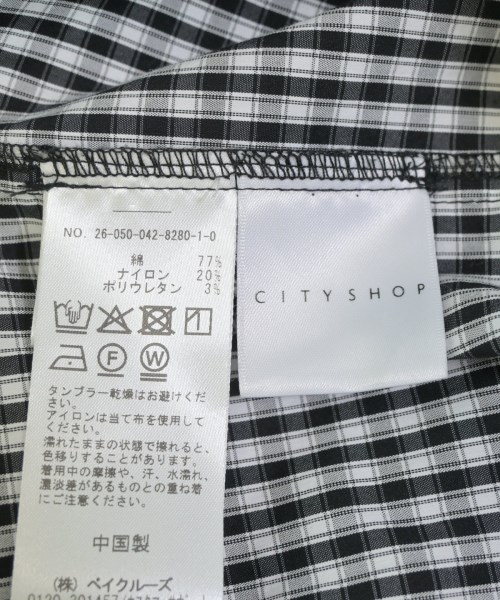 NO. 26-050-042-8280-1-0
綿 77%
ナイロン 20%
ポリウレタン 3%
CITYSHOP
F W
タンブラー乾燥はお避けください。
アイロンは当て布を使用してください。
濡れたままの状態で擦れると、
色移りすることがあります。
着用中の摩擦や、汗、水濡れ、
濃淡差があるものとの重ね着
にご注意ください。
中国製
(株) ベイクルーズ